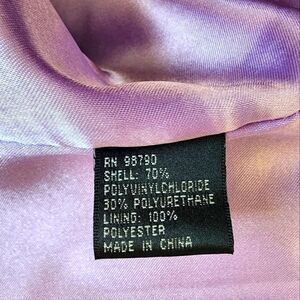 RN 98790
SHELL: 70%
POLYVINYLCHLORIDE
30% POLYURETHANE
LINING: 100%
POLYESTER
MADE IN CHINA